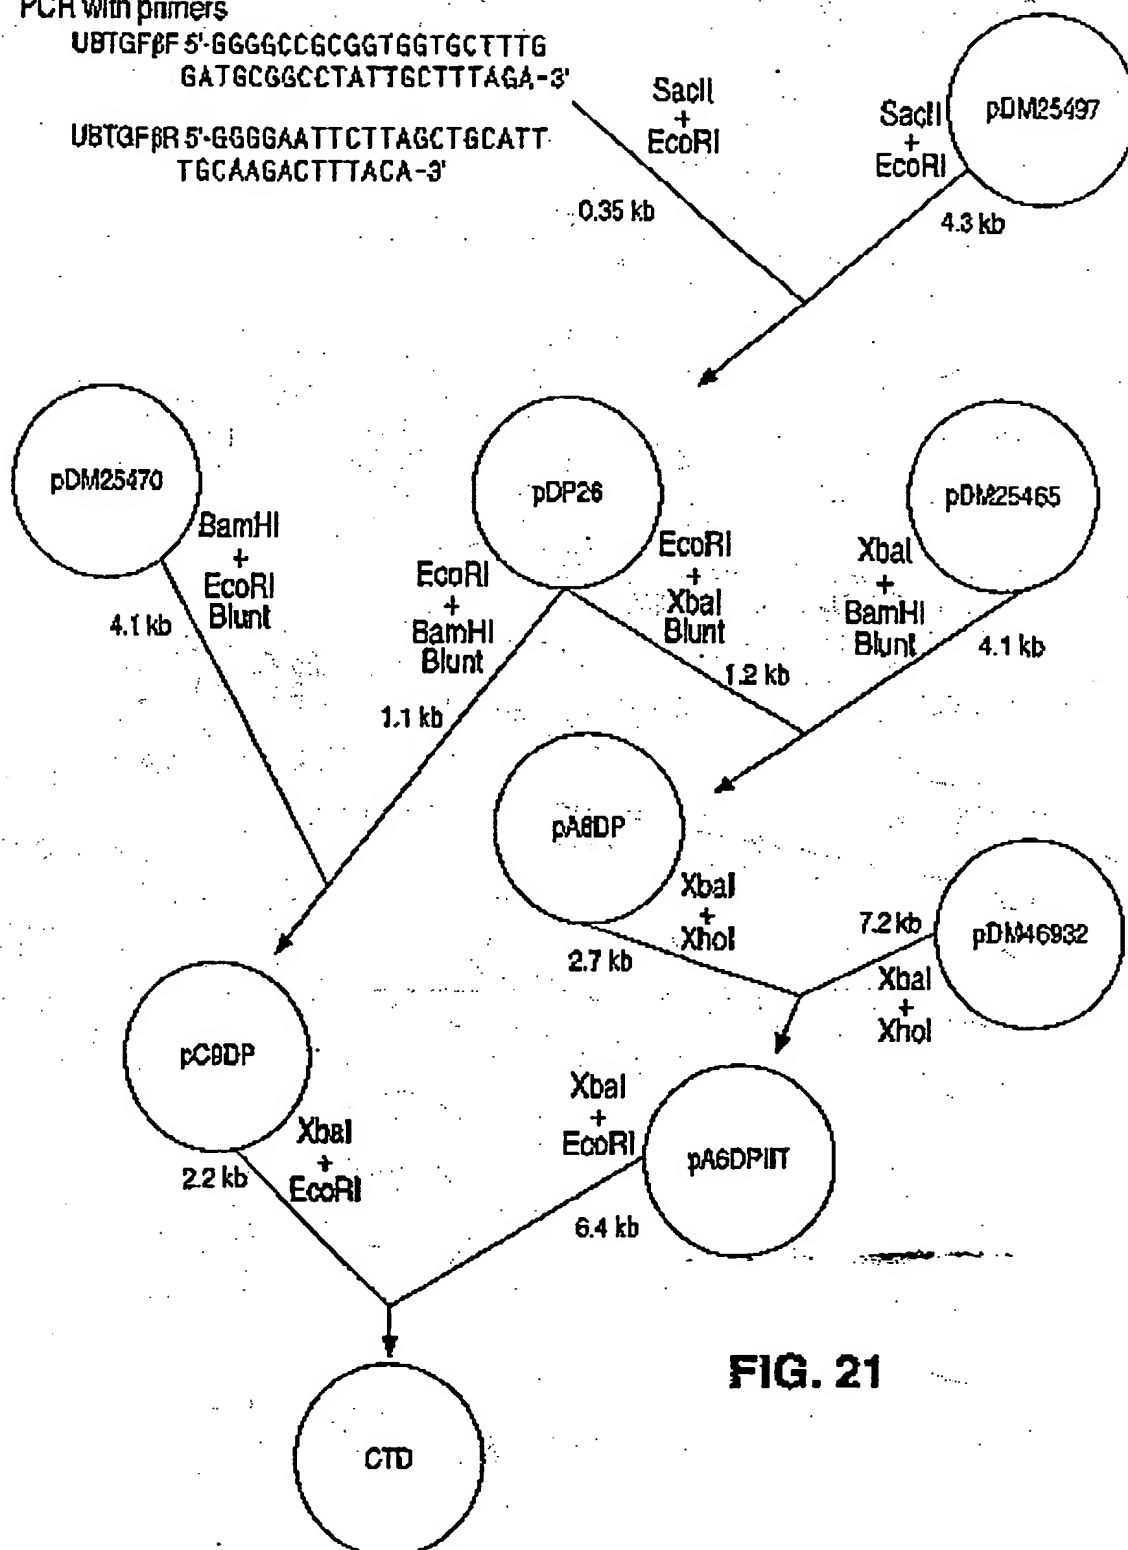 PCR with primers
UBTGFβF 5'-GGGGCCGCGGTGGTGCTTTG
GATGCGGCCTATTGCTTTAGA-3'
UBTGFβR 5'-GGGGAATTCTTAGCTGCATT
TGCAAGACTTTACA-3'
SacII
+
EcoRI
0.35 kb
SacII
+
EcoRI
pDM25497
4.3 kb
pDM25470
BamHI
+
EcoRI
Blunt
4.1 kb
pDP26
EcoRI
+
BamHI
Blunt
1.1 kb
EcoRI
+
XbaI
Blunt
1.2 kb
pDM25465
XbaI
+
BamHI
Blunt
4.1 kb
pA6DP
XbaI
+
XhoI
2.7 kb
pDM46932
7.2 kb
XbaI
+
XhoI
pC9DP
XbaI
+
EcoRI
2.2 kb
pA6DPIIT
XbaI
+
EcoRI
6.4 kb
CTD
FIG. 21